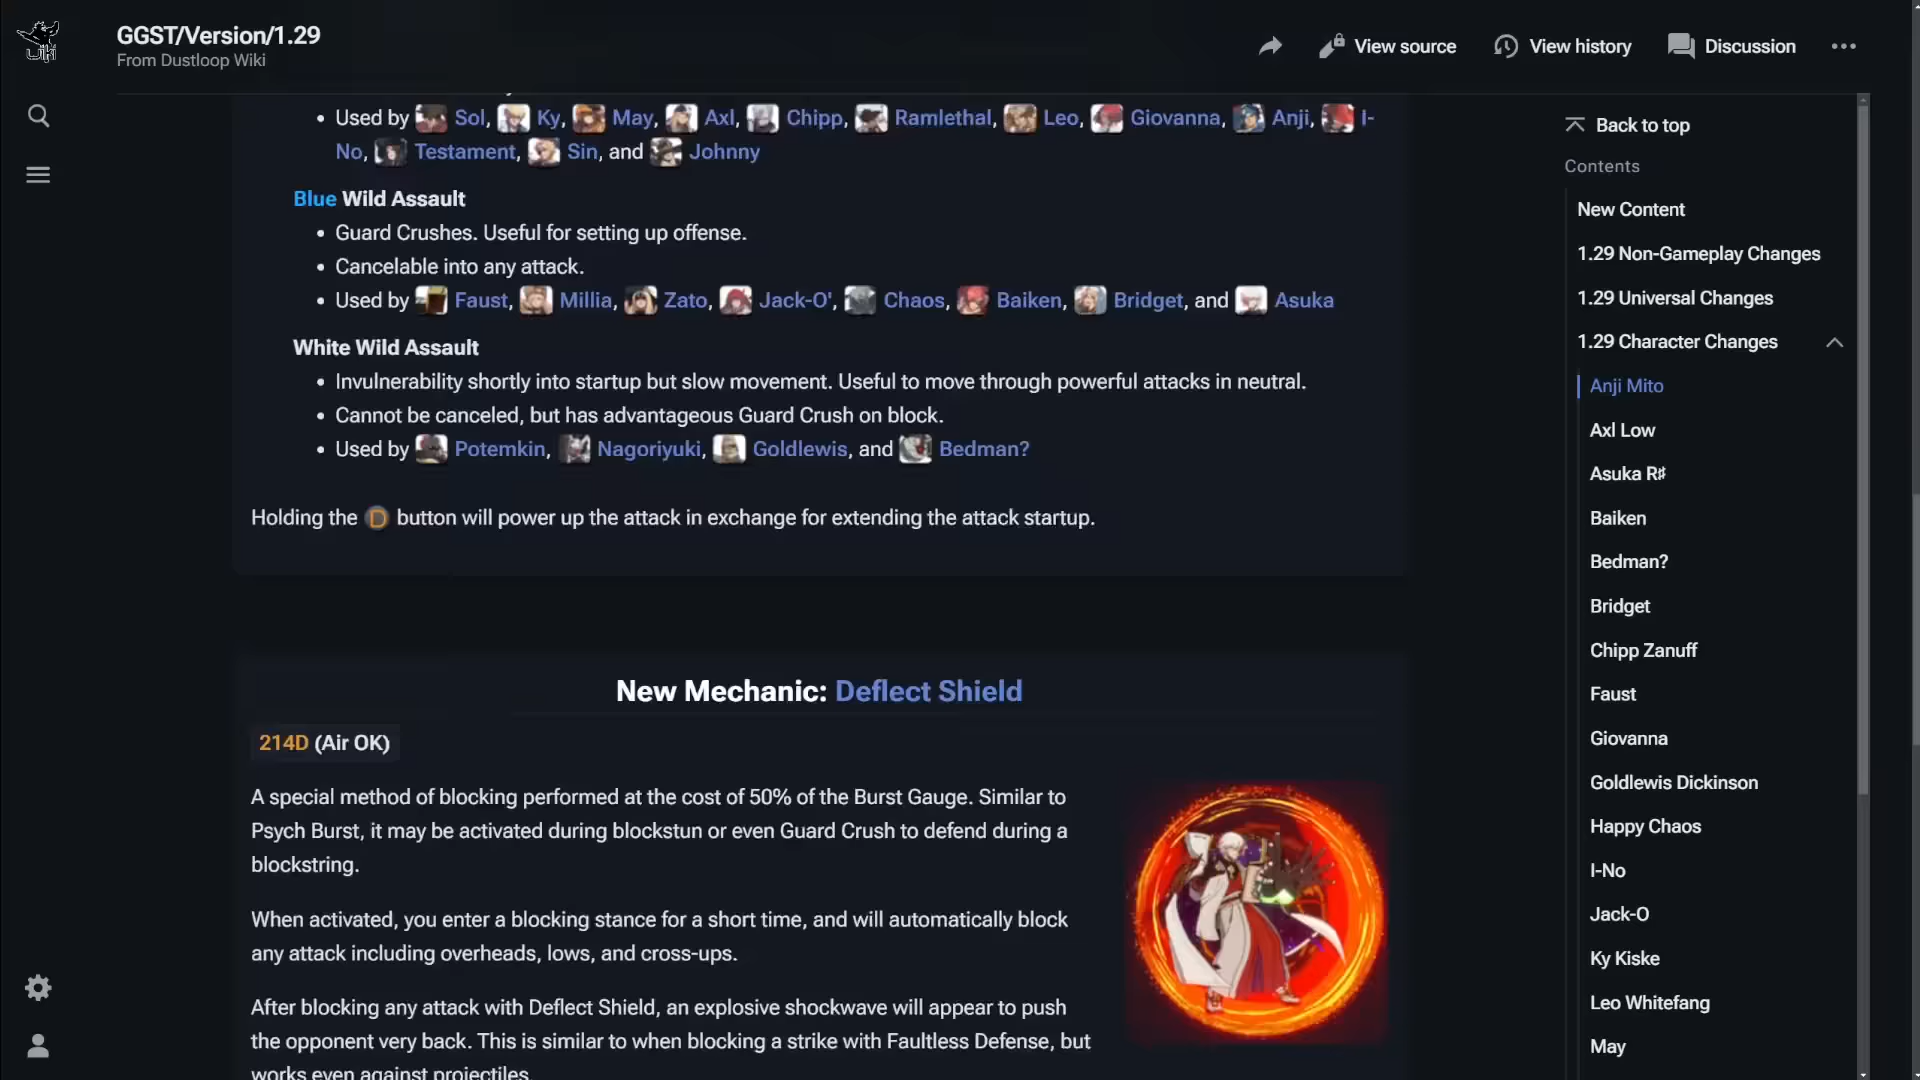 GGST/Version/1.29
From Dustloop Wiki
View source
View history
Discussion
Used by Sol, Ky, May, Axl, Chipp, Ramlethal, Leo, Giovanna, Anji, I-
No, Testament, Sin, and Johnny
Blue Wild Assault
Guard Crushes. Useful for setting up offense.
Cancelable into any attack.
Used by Faust, Millia, Zato, Jack-O', Chaos, Baiken, Bridget, and Asuka
White Wild Assault
Invulnerability shortly into startup but slow movement. Useful to move through powerful attacks in neutral.
Cannot be canceled, but has advantageous Guard Crush on block.
Used by Potemkin, Nagoriyuki, Goldlewis, and Bedman?
Holding the D button will power up the attack in exchange for extending the attack startup.
New Mechanic: Deflect Shield
214D (Air OK)
A special method of blocking performed at the cost of 50% of the Burst Gauge. Similar to
Psych Burst, it may be activated during blockstun or even Guard Crush to defend during a
blockstring.
When activated, you enter a blocking stance for a short time, and will automatically block
any attack including overheads, lows, and cross-ups.
After blocking any attack with Deflect Shield, an explosive shockwave will appear to push
the opponent very back. This is similar to when blocking a strike with Faultless Defense, but
works even against projectiles.
Back to top
Contents
New Content
1.29 Non-Gameplay Changes
1.29 Universal Changes
1.29 Character Changes
Anji Mito
Axl Low
Asuka R♯
Baiken
Bedman?
Bridget
Chipp Zanuff
Faust
Giovanna
Goldlewis Dickinson
Happy Chaos
I-No
Jack-O
Ky Kiske
Leo Whitefang
May